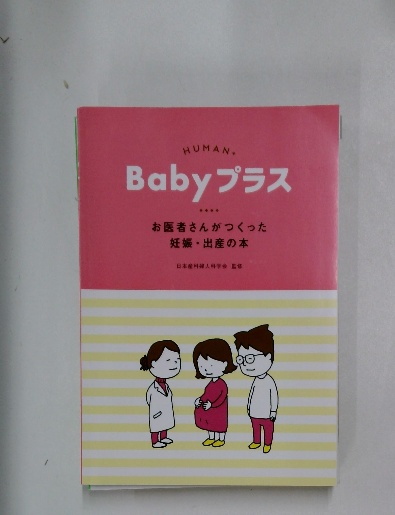 HUMAN+
Babyプラス
お医者さんがつくった
妊娠・出産の本
日本産科婦人科学会 監修